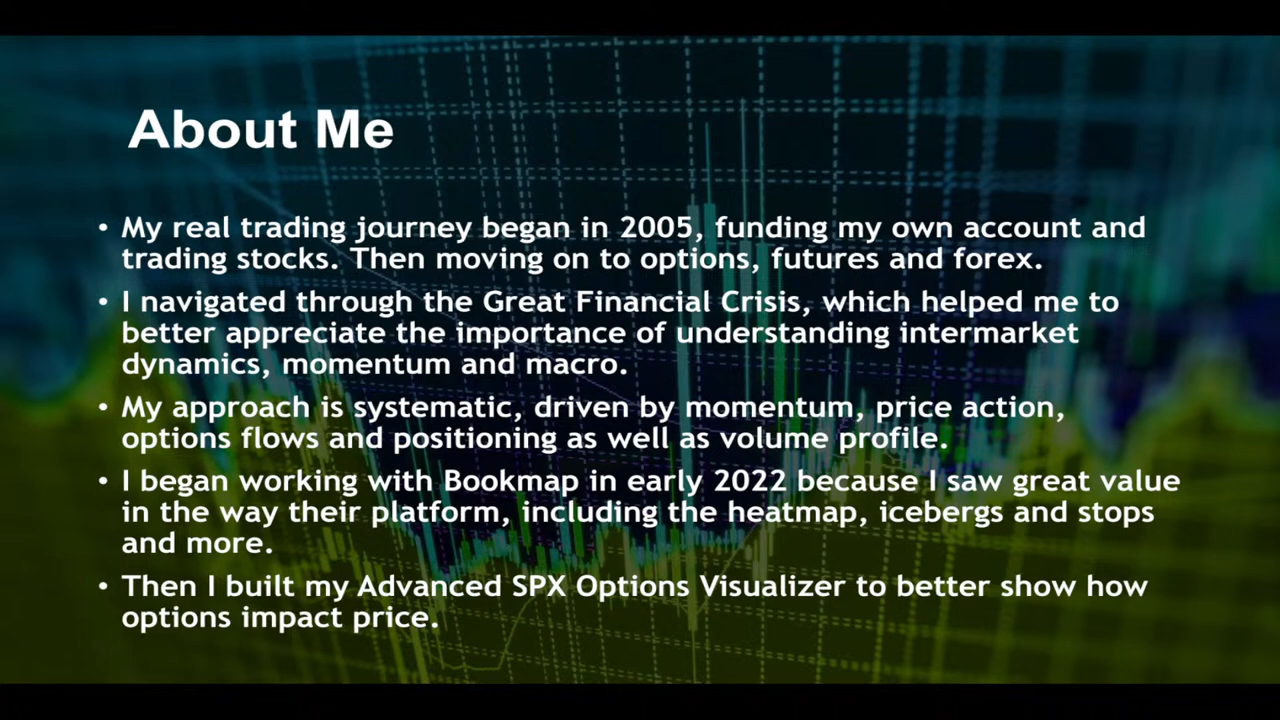 About Me
• My real trading journey began in 2005, funding my own account and
trading stocks. Then moving on to options, futures and forex.
• I navigated through the Great Financial Crisis, which helped me to
better appreciate the importance of understanding intermarket
dynamics, momentum and macro.
• My approach is systematic, driven by momentum, price action,
options flows and positioning as well as volume profile.
• I began working with Bookmap in early 2022 because I saw great value
in the way their platform, including the heatmap, icebergs and stops
and more.
• Then I built my Advanced SPX Options Visualizer to better show how
options impact price.